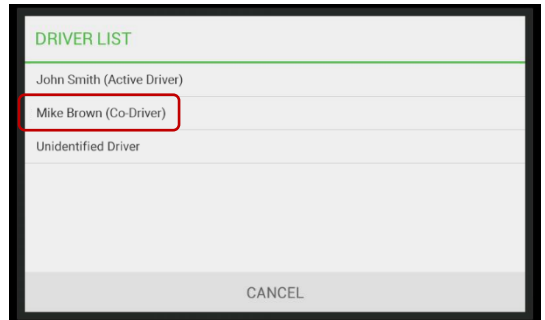 DRIVER LIST
John Smith (Active Driver)
Mike Brown (Co-Driver)
Unidentified Driver
CANCEL